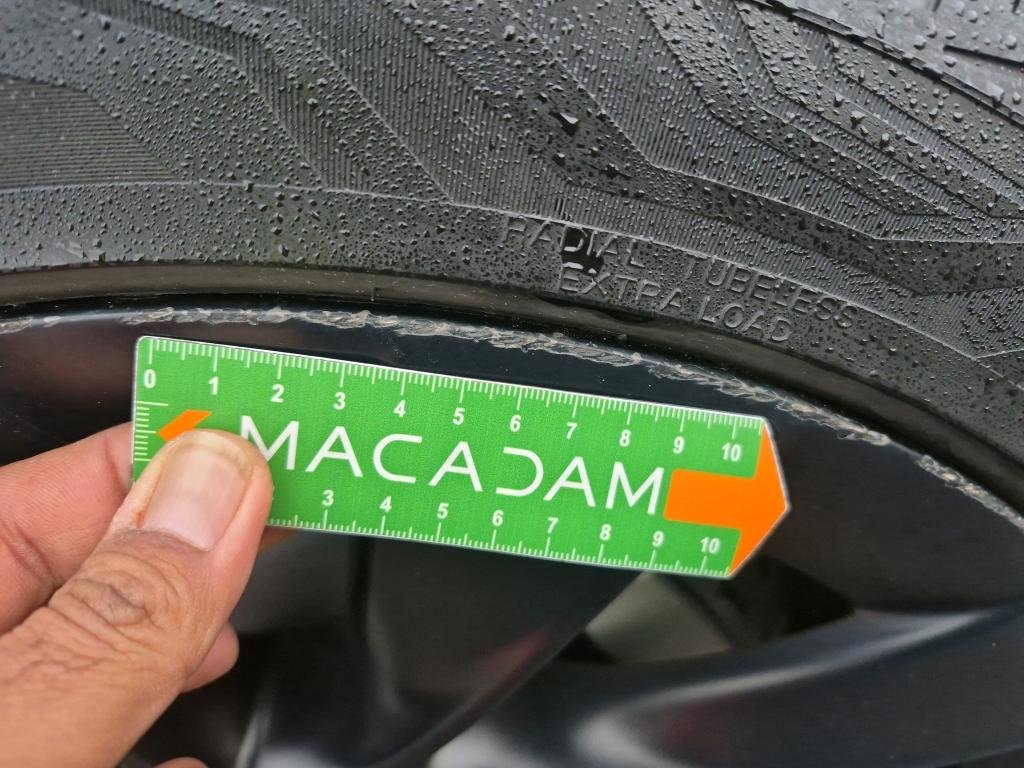 RADIAL TUBELESS
EXTRA LOAD
0 1 2 3 4 5 6 7 8 9 10
MACADAM
3 4 5 6 7 8 9 10